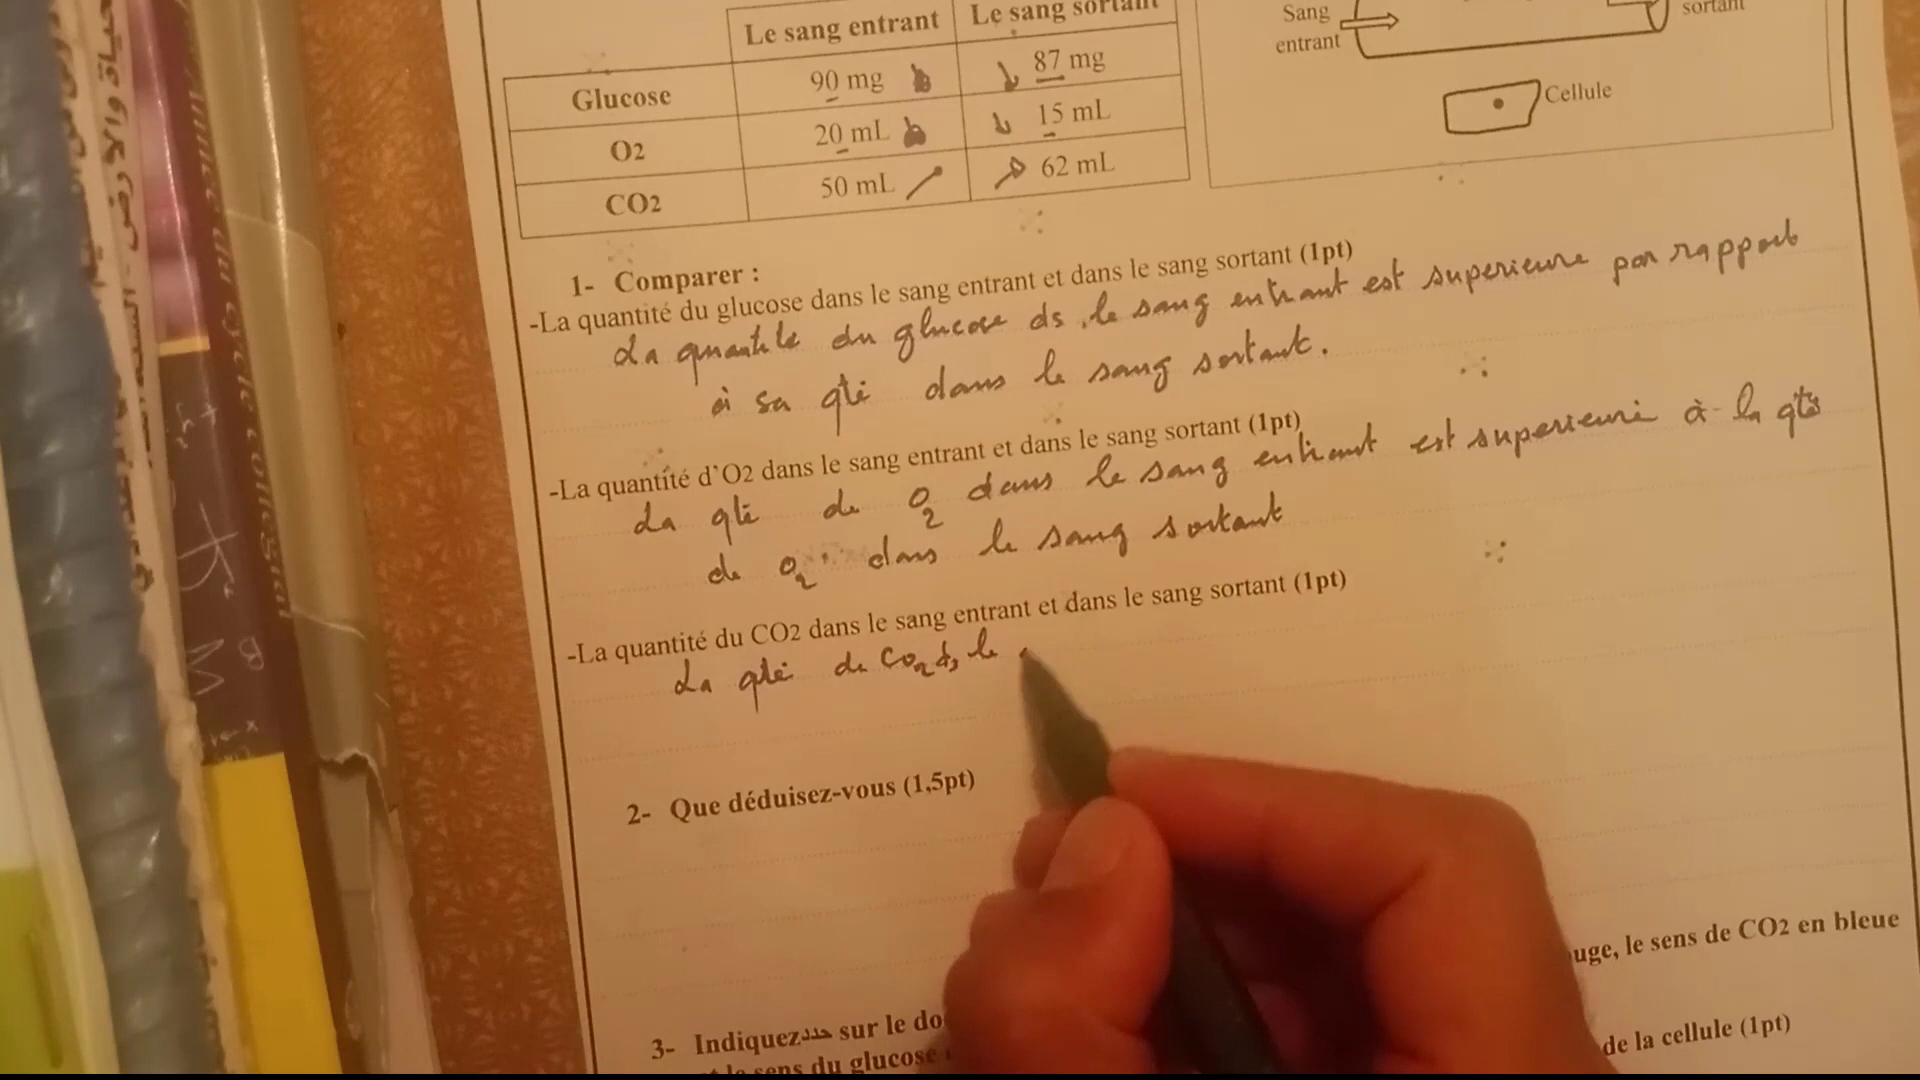 Le sang entrant Le sang sortant
Glucose 90 mg 87 mg
O2 20 mL 15 mL
CO2 50 mL 62 mL
Sang
entrant
sortant
Cellule
1- Comparer :
-La quantité du glucose dans le sang entrant et dans le sang sortant (1pt)
La quantité du glucose ds le sang entrant est superieure par rapport
à sa qté dans le sang sortant.
-La quantité d'O2 dans le sang entrant et dans le sang sortant (1pt)
La qté de O2 dans le sang entrant est superieure à la qté
de O2 dans le sang sortant
-La quantité du CO2 dans le sang entrant et dans le sang sortant (1pt)
La qté de CO2 ds le
2- Que déduisez-vous (1,5pt)
uge, le sens de CO2 en bleue
3- Indiquez حدد sur le do
sens du glucose de la cellule (1pt)